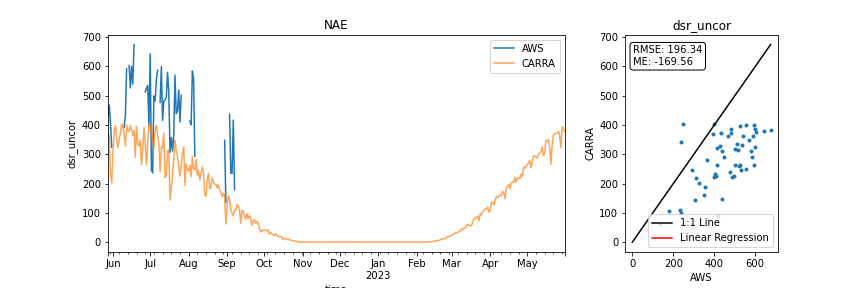 NAE
dsr_uncor
700
600
500
400
300
200
100
0
AWS
CARRA
Jun Jul Aug Sep Oct Nov Dec Jan Feb Mar Apr May
2023
dsr_uncor
700
600
500
400
300
200
100
0
CARRA
RMSE: 196.34
ME: -169.56
1:1 Line
Linear Regression
0 200 400 600
AWS